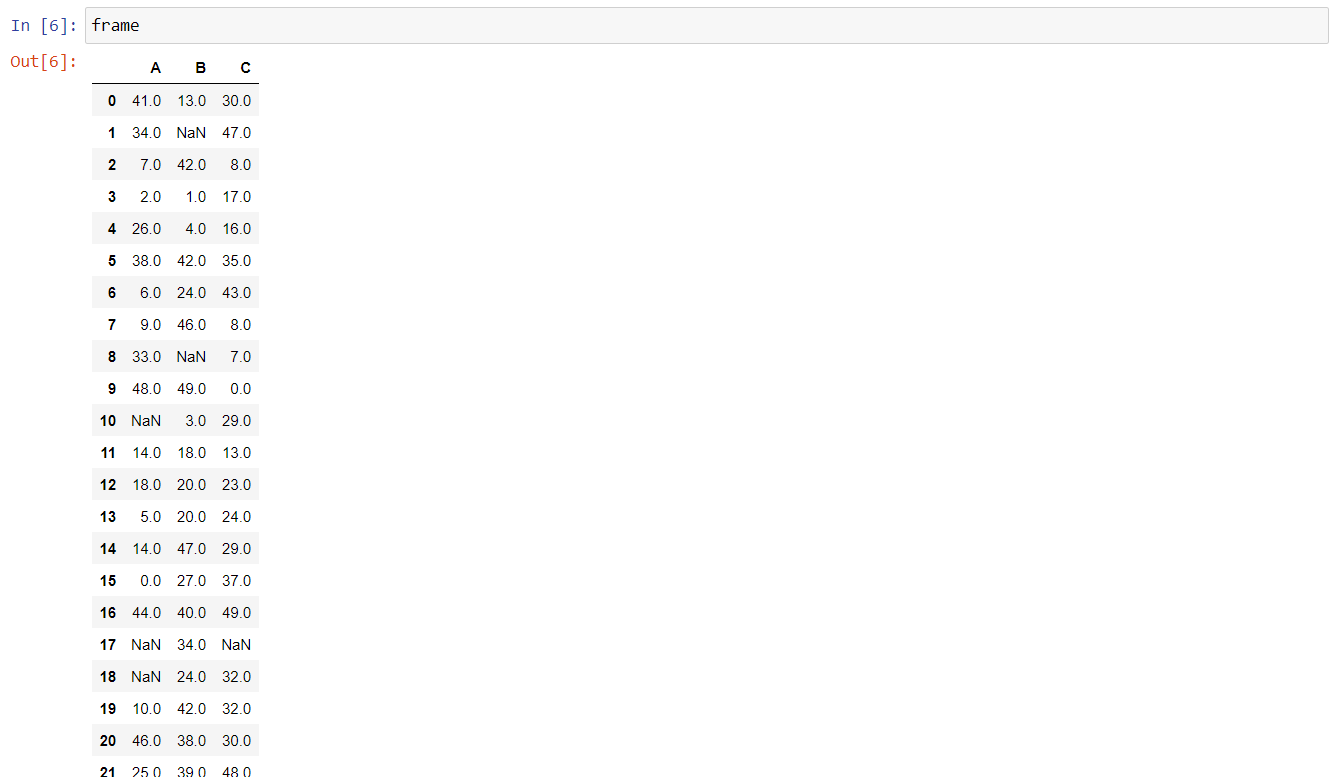 In [6]: frame
Out[6]:
A B C
0 41.0 13.0 30.0
1 34.0 NaN 47.0
2 7.0 42.0 8.0
3 2.0 1.0 17.0
4 26.0 4.0 16.0
5 38.0 42.0 35.0
6 6.0 24.0 43.0
7 9.0 46.0 8.0
8 33.0 NaN 7.0
9 48.0 49.0 0.0
10 NaN 3.0 29.0
11 14.0 18.0 13.0
12 18.0 20.0 23.0
13 5.0 20.0 24.0
14 14.0 47.0 29.0
15 0.0 27.0 37.0
16 44.0 40.0 49.0
17 NaN 34.0 NaN
18 NaN 24.0 32.0
19 10.0 42.0 32.0
20 46.0 38.0 30.0
21 25.0 39.0 48.0